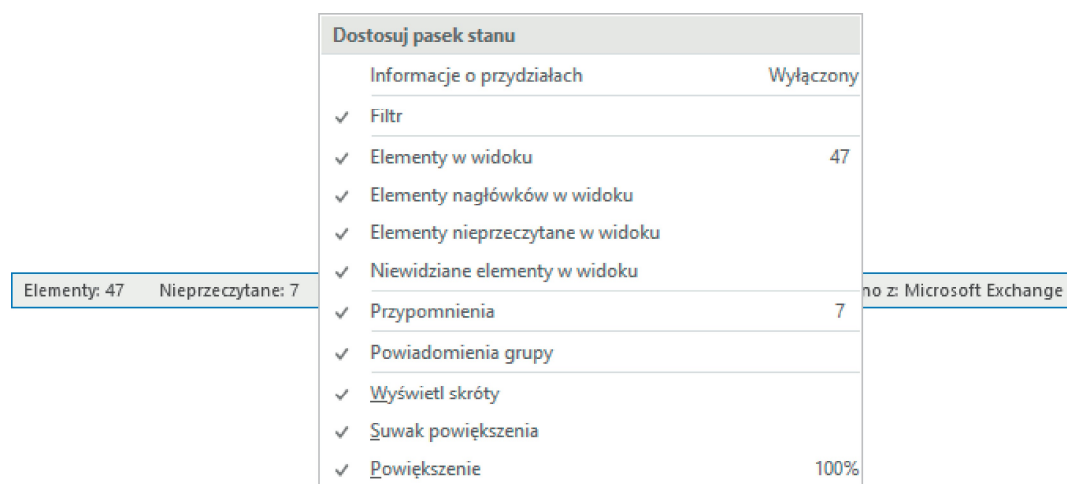 Dostosuj pasek stanu
Informacje o przydziałach Wyłączony
Filtr
Elementy w widoku 47
Elementy nagłówków w widoku
Elementy nieprzeczytane w widoku
Niewidziane elementy w widoku
Elementy: 47 Nieprzeczytane: 7 no z: Microsoft Exchange
Przypomnienia 7
Powiadomienia grupy
Wyświetl skróty
Suwak powiększenia
Powiększenie 100%